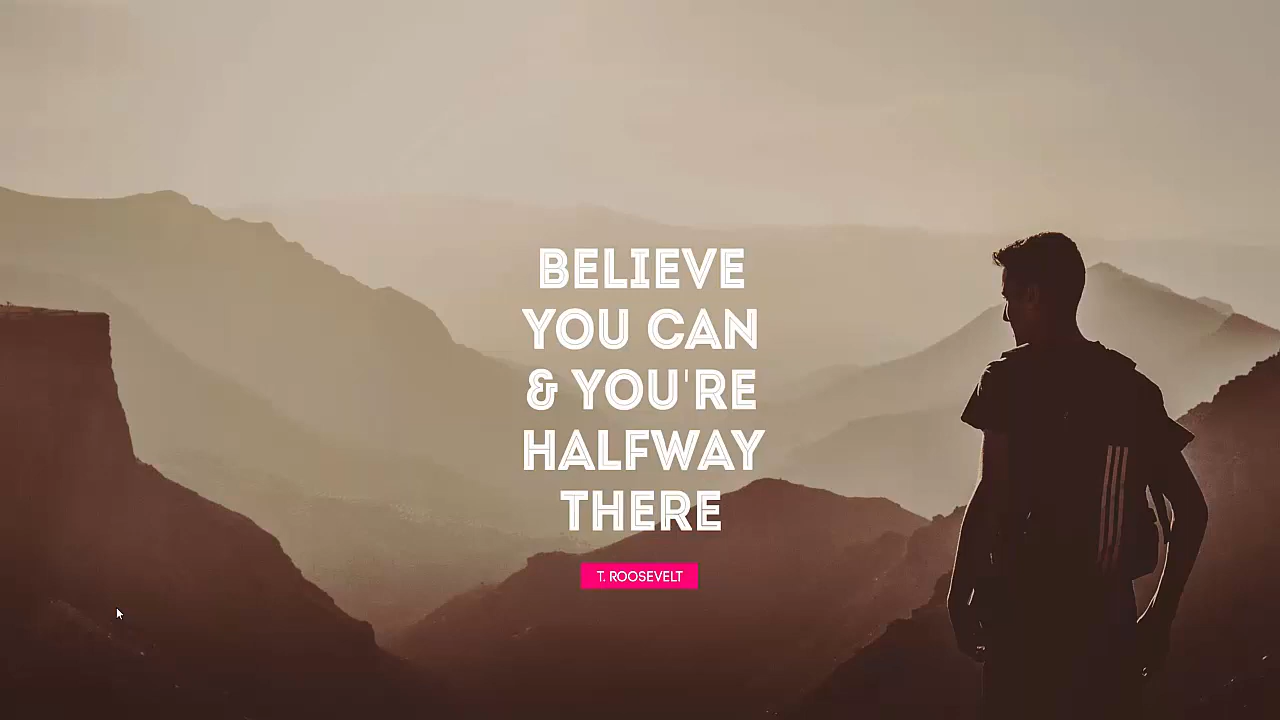 BELIEVE
YOU CAN
& YOU'RE
HALFWAY
THERE
T. ROOSEVELT